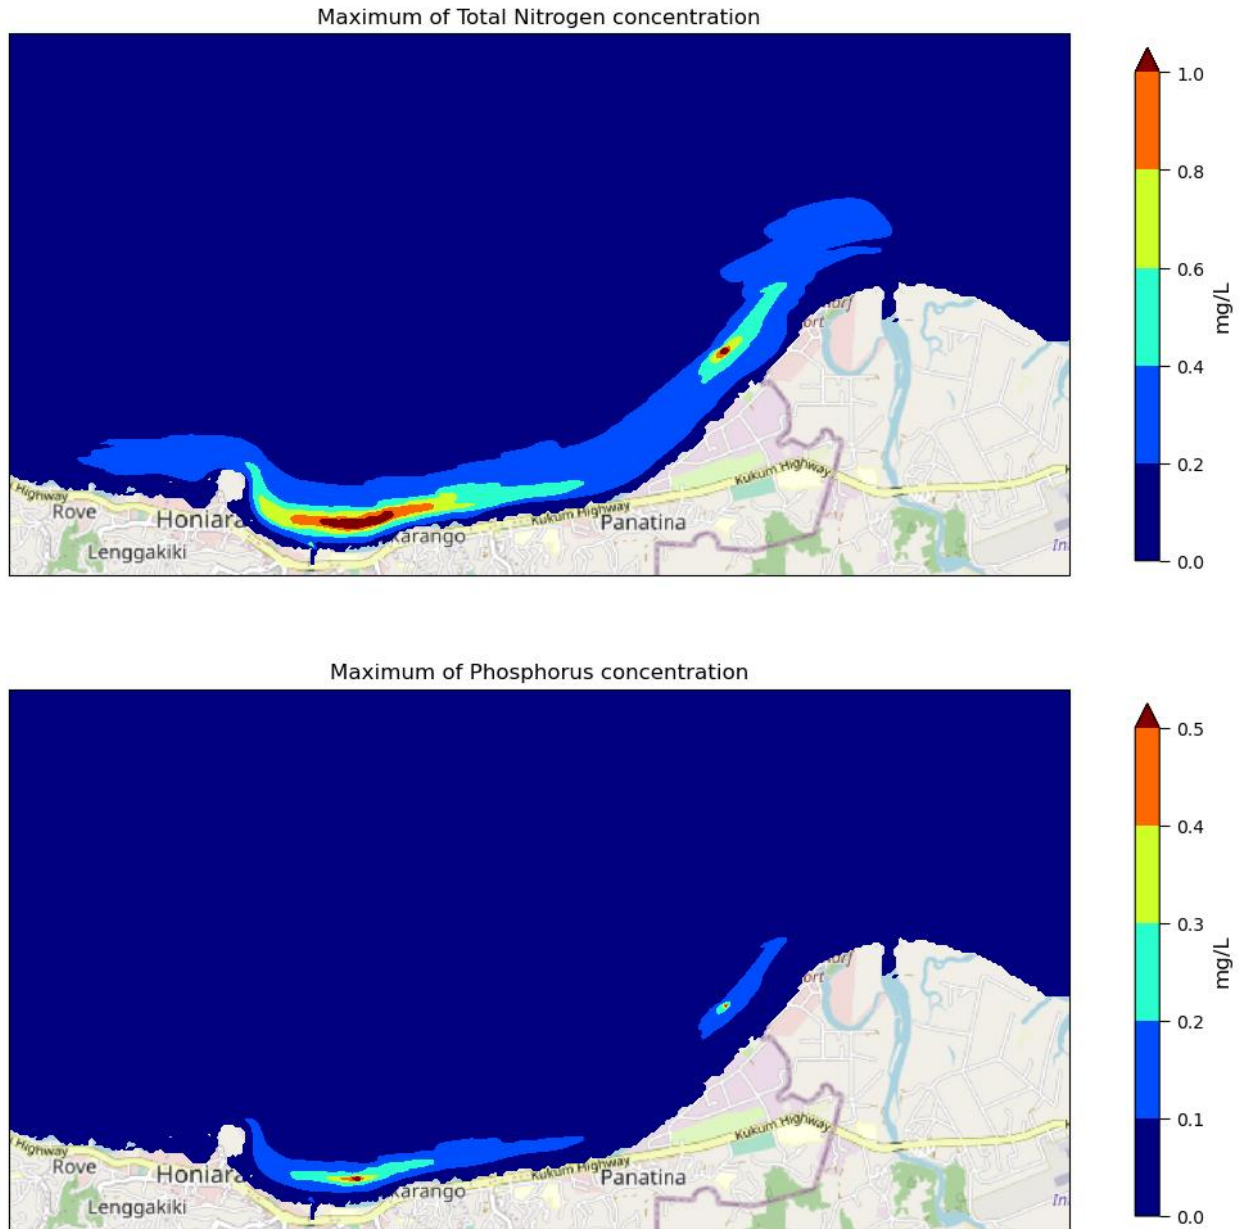 Maximum of Total Nitrogen concentration
1.0
0.8
0.6
0.4
0.2
0.0
mg/L
Highway
Rove
Honiara
Lenggakiki
Karango
Kukum Highway
Panatina
Kukum Highway
Maximum of Phosphorus concentration
0.5
0.4
0.3
0.2
0.1
0.0
mg/L
Highway
Rove
Honiara
Lenggakiki
Karango
Kukum Highway
Panatina
Kukum Highway